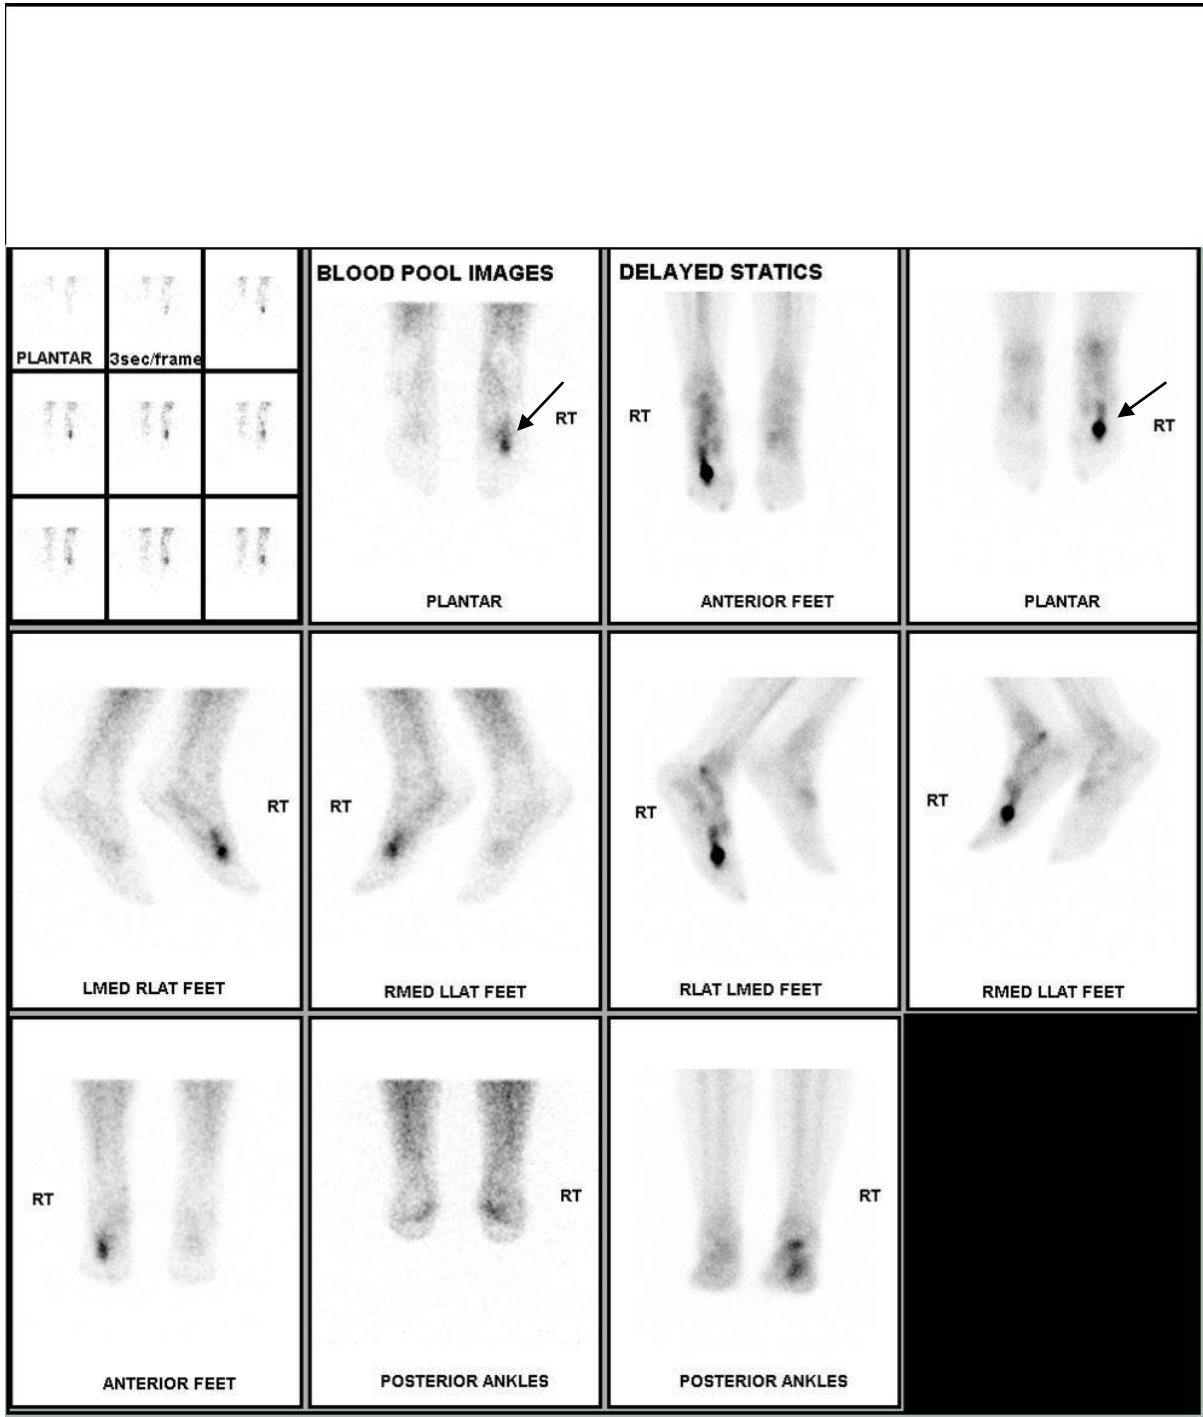 BLOOD POOL IMAGES
DELAYED STATICS
PLANTAR
3sec/frame
RT
PLANTAR
RT
ANTERIOR FEET
RT
PLANTAR
RT
LMED RLAT FEET
RT
RMED LLAT FEET
RT
RLAT LMED FEET
RT
RMED LLAT FEET
RT
ANTERIOR FEET
RT
POSTERIOR ANKLES
RT
POSTERIOR ANKLES